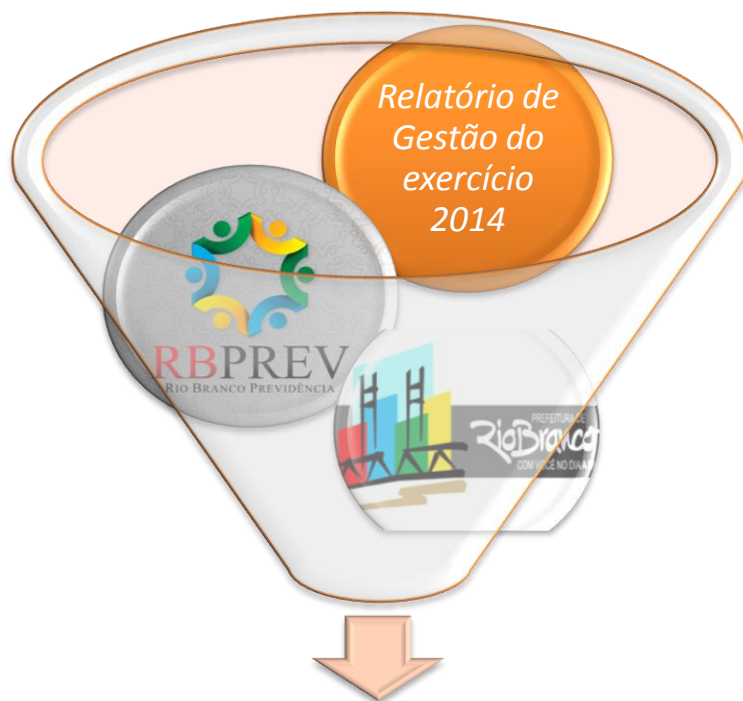 Relatório de
Gestão do
exercício
2014
RBPREV
RIO BRANCO PREVIDÊNCIA
PREFEITURA DE
RioBranco
COM VOCÊ NO DIA A